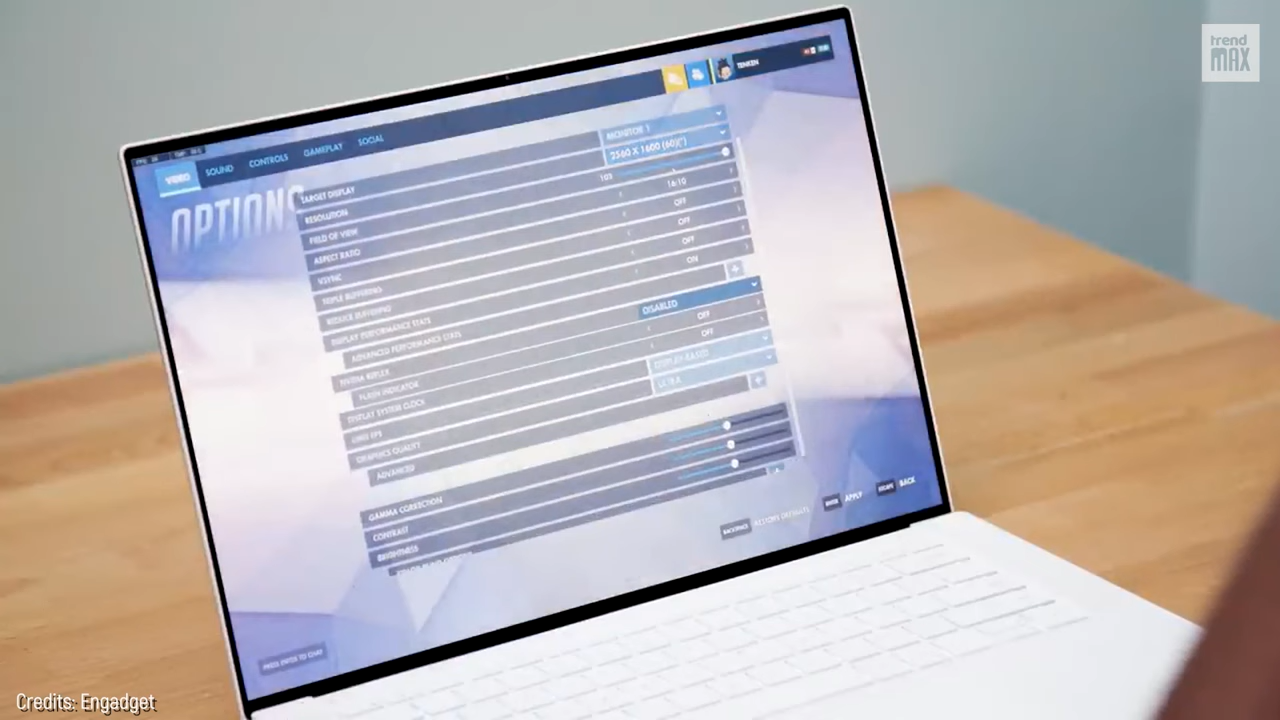 trend
MAX
TENKEN
VIDEO
SOUND
CONTROLS
GAMEPLAY
SOCIAL
OPTIONS
TARGET DISPLAY
MONITOR 1
RESOLUTION
2560 X 1600 (60)(*)
FIELD OF VIEW
103
ASPECT RATIO
16:10
VSYNC
OFF
TRIPLE BUFFERING
OFF
REDUCE BUFFERING
OFF
DISPLAY PERFORMANCE STATS
ON
ADVANCED PERFORMANCE STATS
NVIDIA REFLEX
DISABLED
FLASH INDICATOR
OFF
DISPLAY SYSTEM CLOCK
OFF
LIMIT FPS
DISPLAY-BASED
GRAPHICS QUALITY
ULTRA
ADVANCED
GAMMA CORRECTION
CONTRAST
BRIGHTNESS
BACKSPACE RESTORE DEFAULTS
ENTER APPLY
ESCAPE BACK
PRESS ENTER TO CHAT
Credits: Engadget